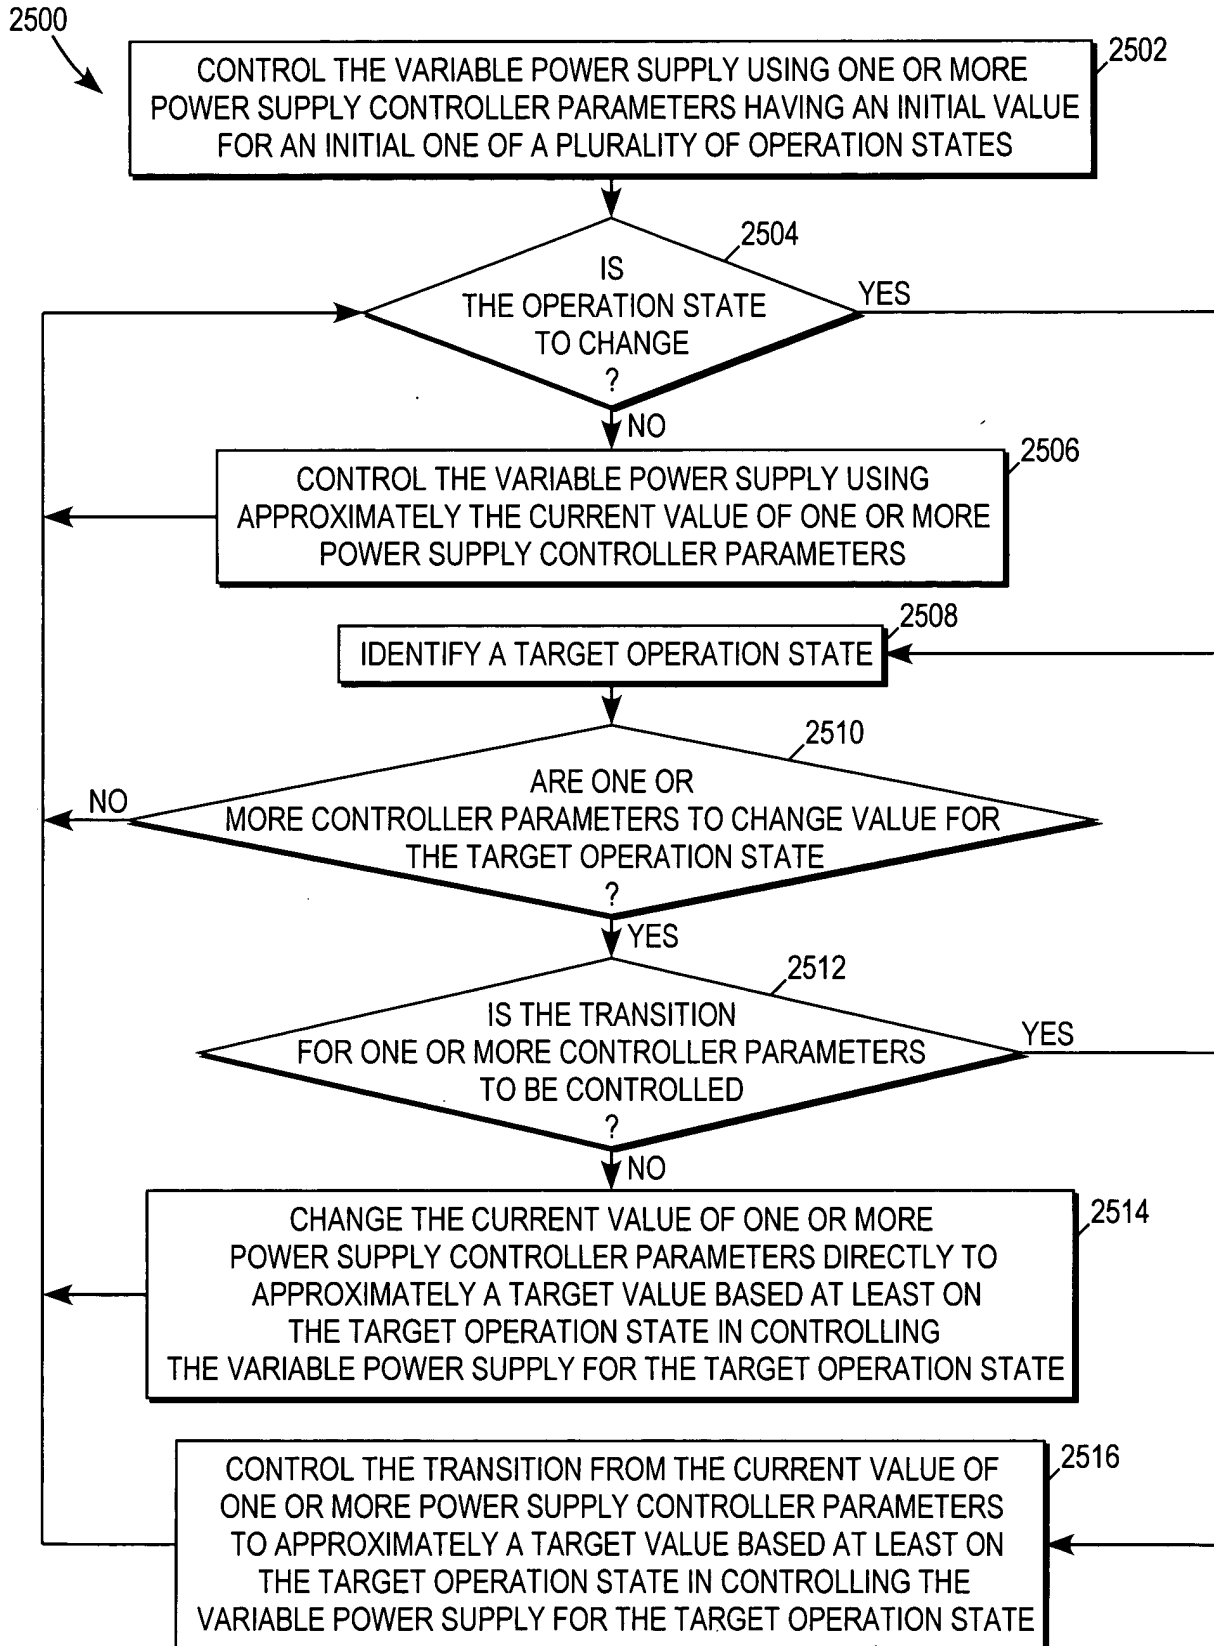 2500
2502
CONTROL THE VARIABLE POWER SUPPLY USING ONE OR MORE
POWER SUPPLY CONTROLLER PARAMETERS HAVING AN INITIAL VALUE
FOR AN INITIAL ONE OF A PLURALITY OF OPERATION STATES
2504
IS
THE OPERATION STATE
TO CHANGE
?
YES
NO
2506
CONTROL THE VARIABLE POWER SUPPLY USING
APPROXIMATELY THE CURRENT VALUE OF ONE OR MORE
POWER SUPPLY CONTROLLER PARAMETERS
2508
IDENTIFY A TARGET OPERATION STATE
2510
ARE ONE OR
MORE CONTROLLER PARAMETERS TO CHANGE VALUE FOR
THE TARGET OPERATION STATE
?
NO
YES
2512
IS THE TRANSITION
FOR ONE OR MORE CONTROLLER PARAMETERS
TO BE CONTROLLED
?
YES
NO
2514
CHANGE THE CURRENT VALUE OF ONE OR MORE
POWER SUPPLY CONTROLLER PARAMETERS DIRECTLY TO
APPROXIMATELY A TARGET VALUE BASED AT LEAST ON
THE TARGET OPERATION STATE IN CONTROLLING
THE VARIABLE POWER SUPPLY FOR THE TARGET OPERATION STATE
2516
CONTROL THE TRANSITION FROM THE CURRENT VALUE OF
ONE OR MORE POWER SUPPLY CONTROLLER PARAMETERS
TO APPROXIMATELY A TARGET VALUE BASED AT LEAST ON
THE TARGET OPERATION STATE IN CONTROLLING THE
VARIABLE POWER SUPPLY FOR THE TARGET OPERATION STATE